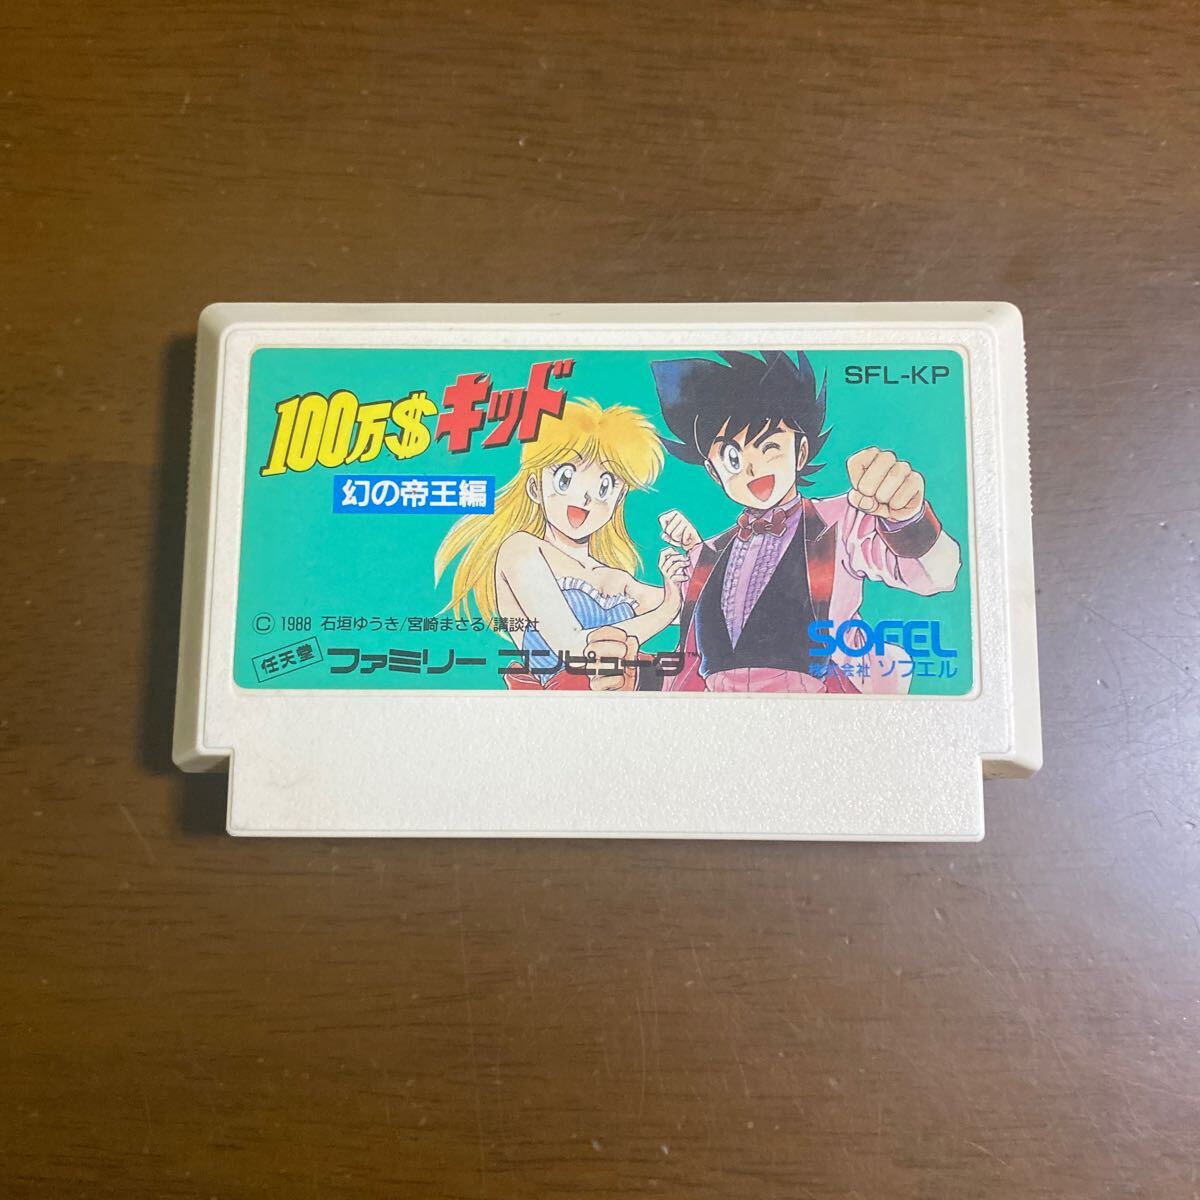 SFL-KP
100万$キッド
幻の帝王編
© 1988 石垣ゆうき/宮崎まさる/講談社
任天堂 ファミリー コンピュータ™
SOFEL
株式会社 ソフエル